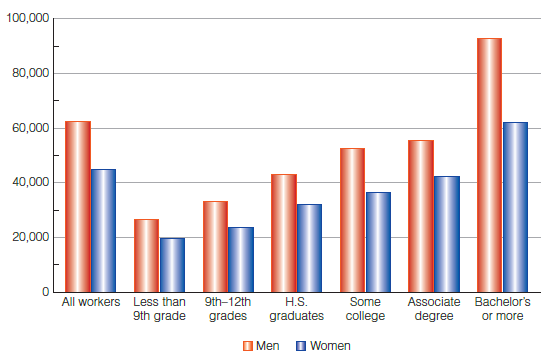 100,000
80,000
60,000
40,000
20,000
0
All workers
Less than
9th grade
9th–12th
grades
H.S.
graduates
Some
college
Associate
degree
Bachelor's
or more
Men
Women